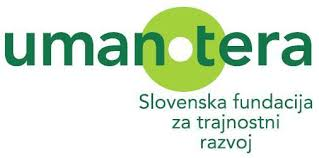 umanotera
Slovenska fundacija
za trajnostni
razvoj